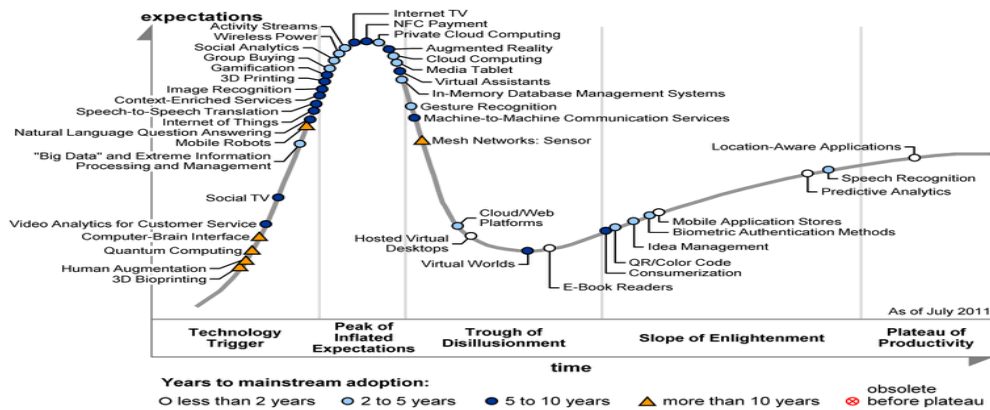 expectations
Internet TV
NFC Payment
Activity Streams
Private Cloud Computing
Wireless Power
Social Analytics
Augmented Reality
Group Buying
Cloud Computing
Gamification
Media Tablet
3D Printing
Virtual Assistants
Image Recognition
In-Memory Database Management Systems
Context-Enriched Services
Gesture Recognition
Speech-to-Speech Translation
Machine-to-Machine Communication Services
Internet of Things
Natural Language Question Answering
Mobile Robots
Mesh Networks: Sensor
Location-Aware Applications
"Big Data" and Extreme Information
Processing and Management
Speech Recognition
Predictive Analytics
Social TV
Cloud/Web
Platforms
Video Analytics for Customer Service
Mobile Application Stores
Computer-Brain Interface
Hosted Virtual
Desktops
Biometric Authentication Methods
Quantum Computing
Idea Management
Human Augmentation
Virtual Worlds
QR/Color Code
3D Bioprinting
Consumerization
E-Book Readers
As of July 2011
Technology
Trigger
Peak of
Inflated
Expectations
Trough of
Disillusionment
Slope of Enlightenment
Plateau of
Productivity
time
Years to mainstream adoption:
less than 2 years
2 to 5 years
5 to 10 years
more than 10 years
obsolete
before plateau